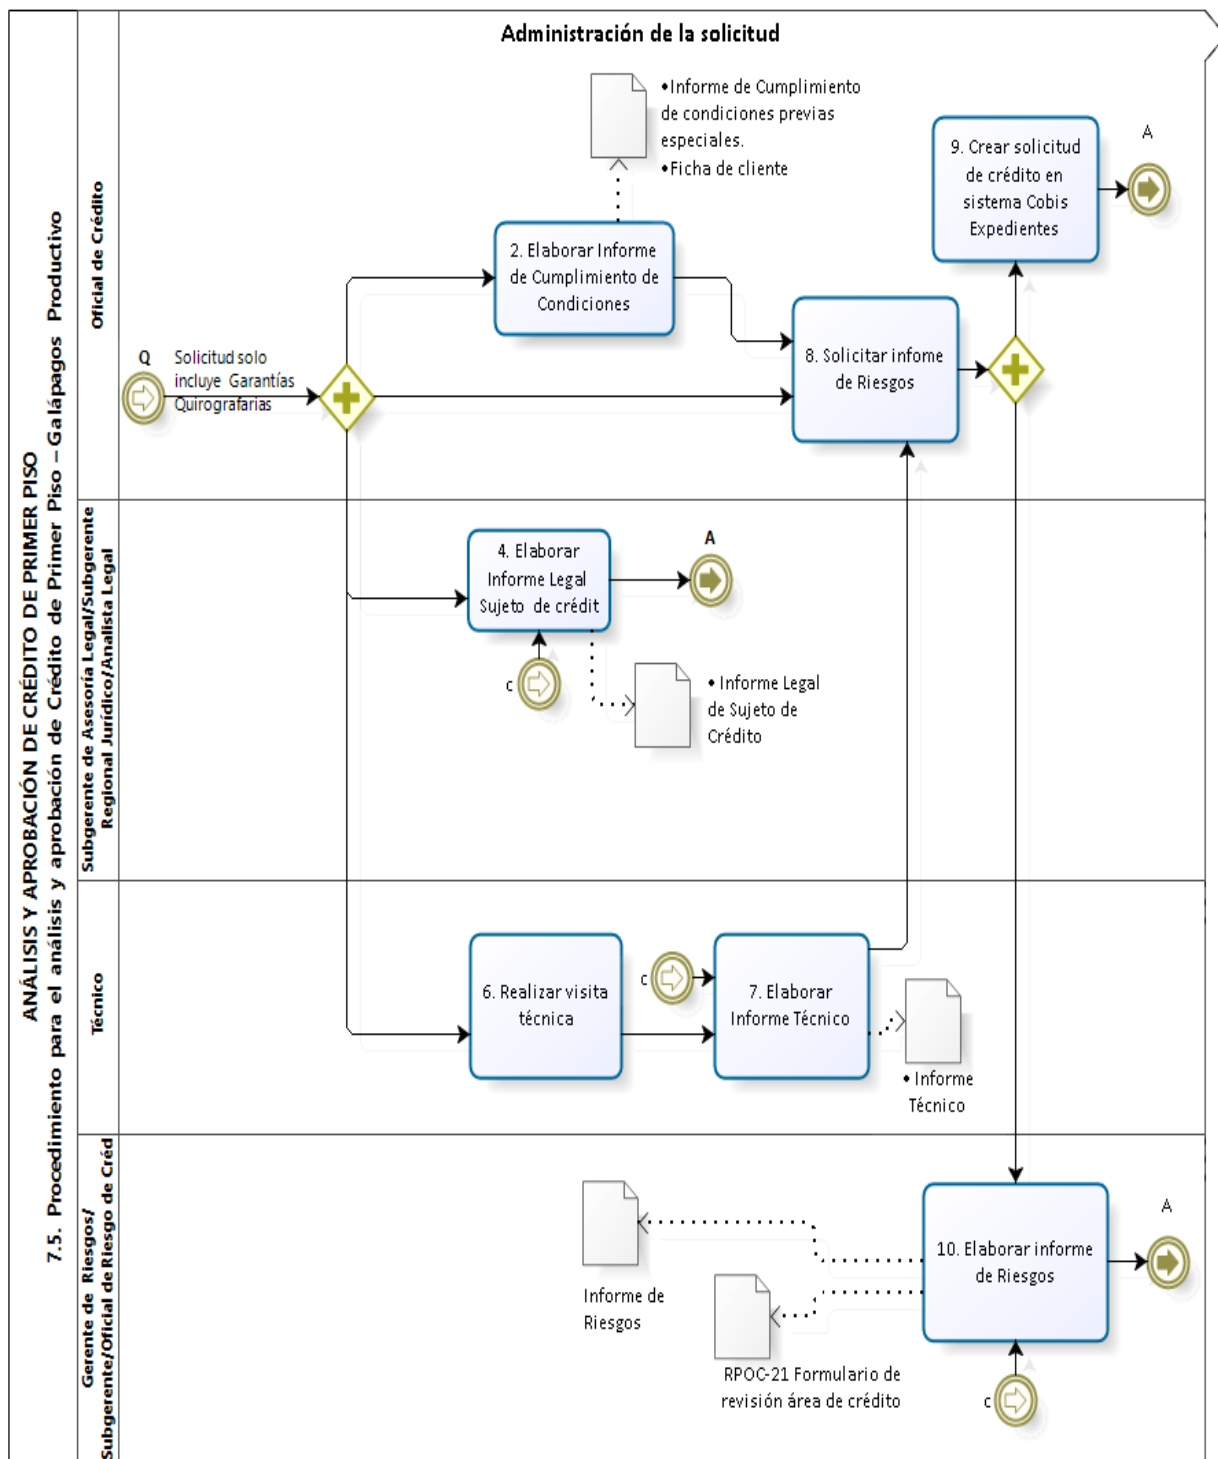 ANÁLISIS Y APROBACIÓN DE CRÉDITO DE PRIMER PISO
7.5. Procedimiento para el análisis y aprobación de Crédito de Primer Piso – Galápagos Productivo
Administración de la solicitud
Oficial de Crédito
•Informe de Cumplimiento
de condiciones previas
especiales.
•Ficha de cliente
9. Crear solicitud
de crédito en
sistema Cobis
Expedientes
A
2. Elaborar Informe
de Cumplimiento de
Condiciones
Q
Solicitud solo
incluye Garantías
Quirografarias
8. Solicitar infome
de Riesgos
Subgerente de Asesoría Legal/Subgerente
Regional Jurídico/Analista Legal
4. Elaborar
Informe Legal
Sujeto de crédit
A
c
• Informe Legal
de Sujeto de
Crédito
Técnico
6. Realizar visita
técnica
c
7. Elaborar
Informe Técnico
• Informe
Técnico
Gerente de Riesgos/
Subgerente/Oficial de Riesgo de Créd
10. Elaborar informe
de Riesgos
A
Informe de
Riesgos
RPOC-21 Formulario de
revisión área de crédito
c